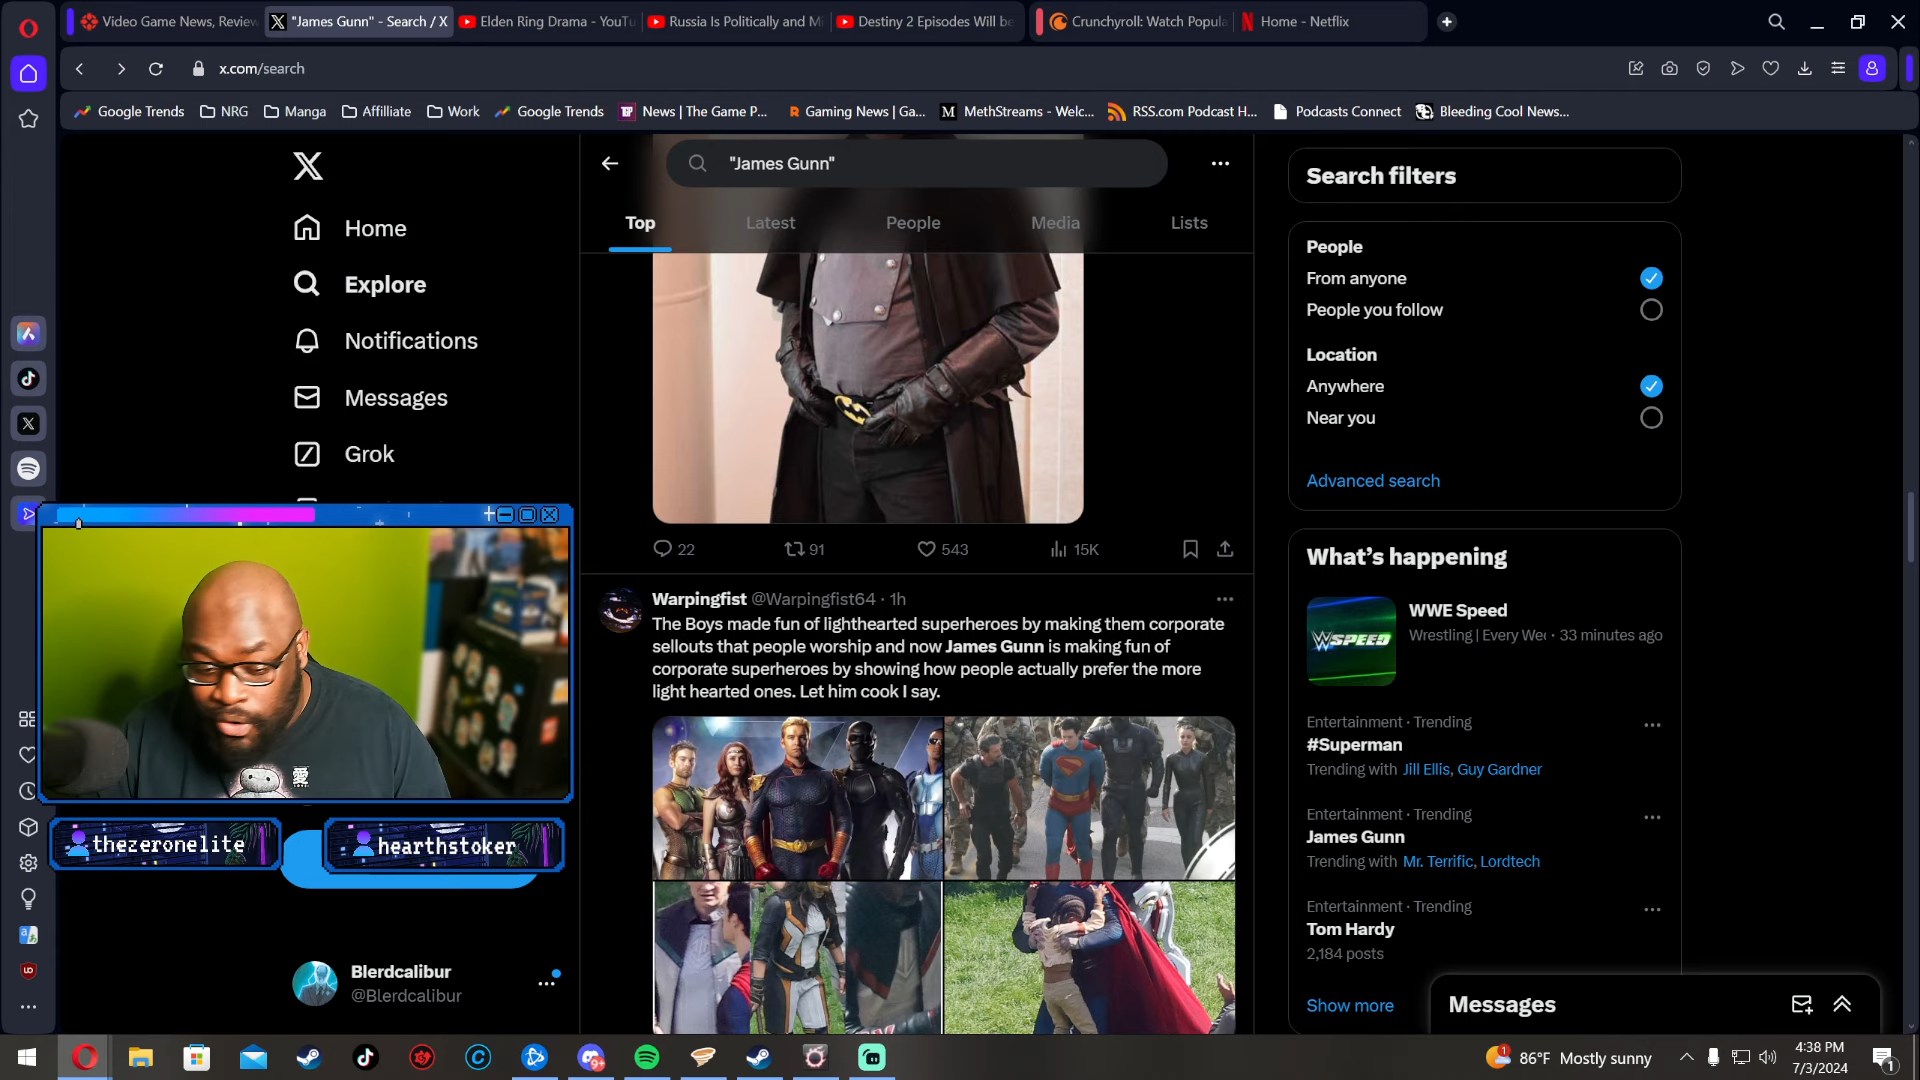 Video Game News, Review
"James Gunn" - Search / X
Elden Ring Drama - YouTu
Russia Is Politically and Mi
Destiny 2 Episodes Will be
Crunchyroll: Watch Popula
Home - Netflix
x.com/search
Google Trends
NRG
Manga
Affilliate
Work
Google Trends
News | The Game P...
Gaming News | Ga...
MethStreams - Welc...
RSS.com Podcast H...
Podcasts Connect
Bleeding Cool News...
Home
Explore
Notifications
Messages
Grok
"James Gunn"
Top
Latest
People
Media
Lists
22
91
543
15K
Warpingfist @Warpingfist64 · 1h
The Boys made fun of lighthearted superheroes by making them corporate
sellouts that people worship and now James Gunn is making fun of
corporate superheroes by showing how people actually prefer the more
light hearted ones. Let him cook I say.
Search filters
People
From anyone
People you follow
Location
Anywhere
Near you
Advanced search
What's happening
WSPEED
WWE Speed
Wrestling | Every Wee · 33 minutes ago
Entertainment · Trending
#Superman
Trending with Jill Ellis, Guy Gardner
Entertainment · Trending
James Gunn
Trending with Mr. Terrific, Lordtech
Entertainment · Trending
Tom Hardy
2,184 posts
Show more
Messages
愛
thezeronelite
hearthstoker
Blerdcalibur
@Blerdcalibur
9+
1
86°F Mostly sunny
4:38 PM
7/3/2024
1